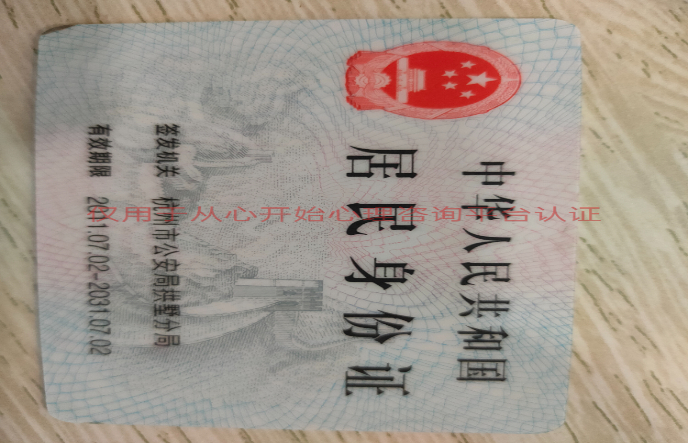 中华人民共和国
居民身份证
签发机关 杭州市公安局拱墅分局
有效期限 2011.07.02-2031.07.02
仅用于从心开始心理咨询平台认证